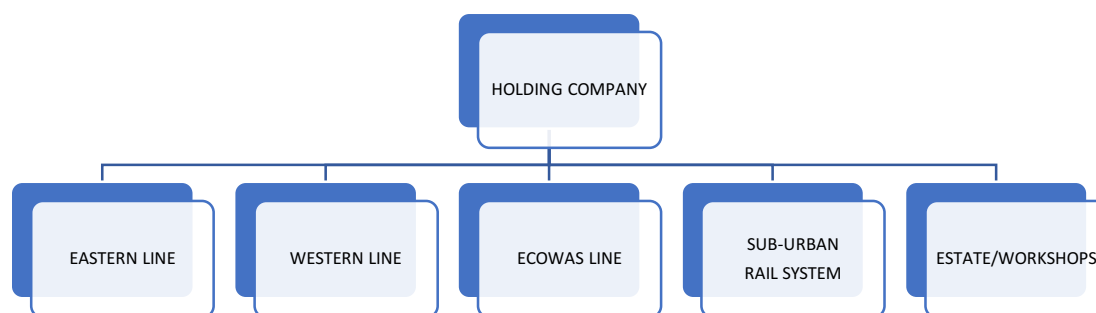 HOLDING COMPANY
EASTERN LINE
WESTERN LINE
ECOWAS LINE
SUB-URBAN
RAIL SYSTEM
ESTATE/WORKSHOPS